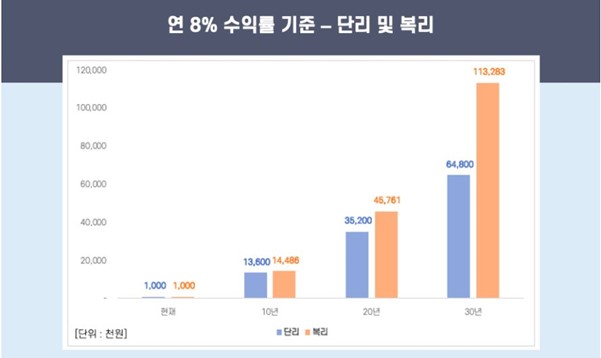 연 8% 수익률 기준 – 단리 및 복리
120,000
100,000
80,000
60,000
40,000
20,000
-
1,000
1,000
13,600
14,486
35,200
45,761
64,800
113,283
현재
10년
20년
30년
[단위 : 천원]
단리 복리